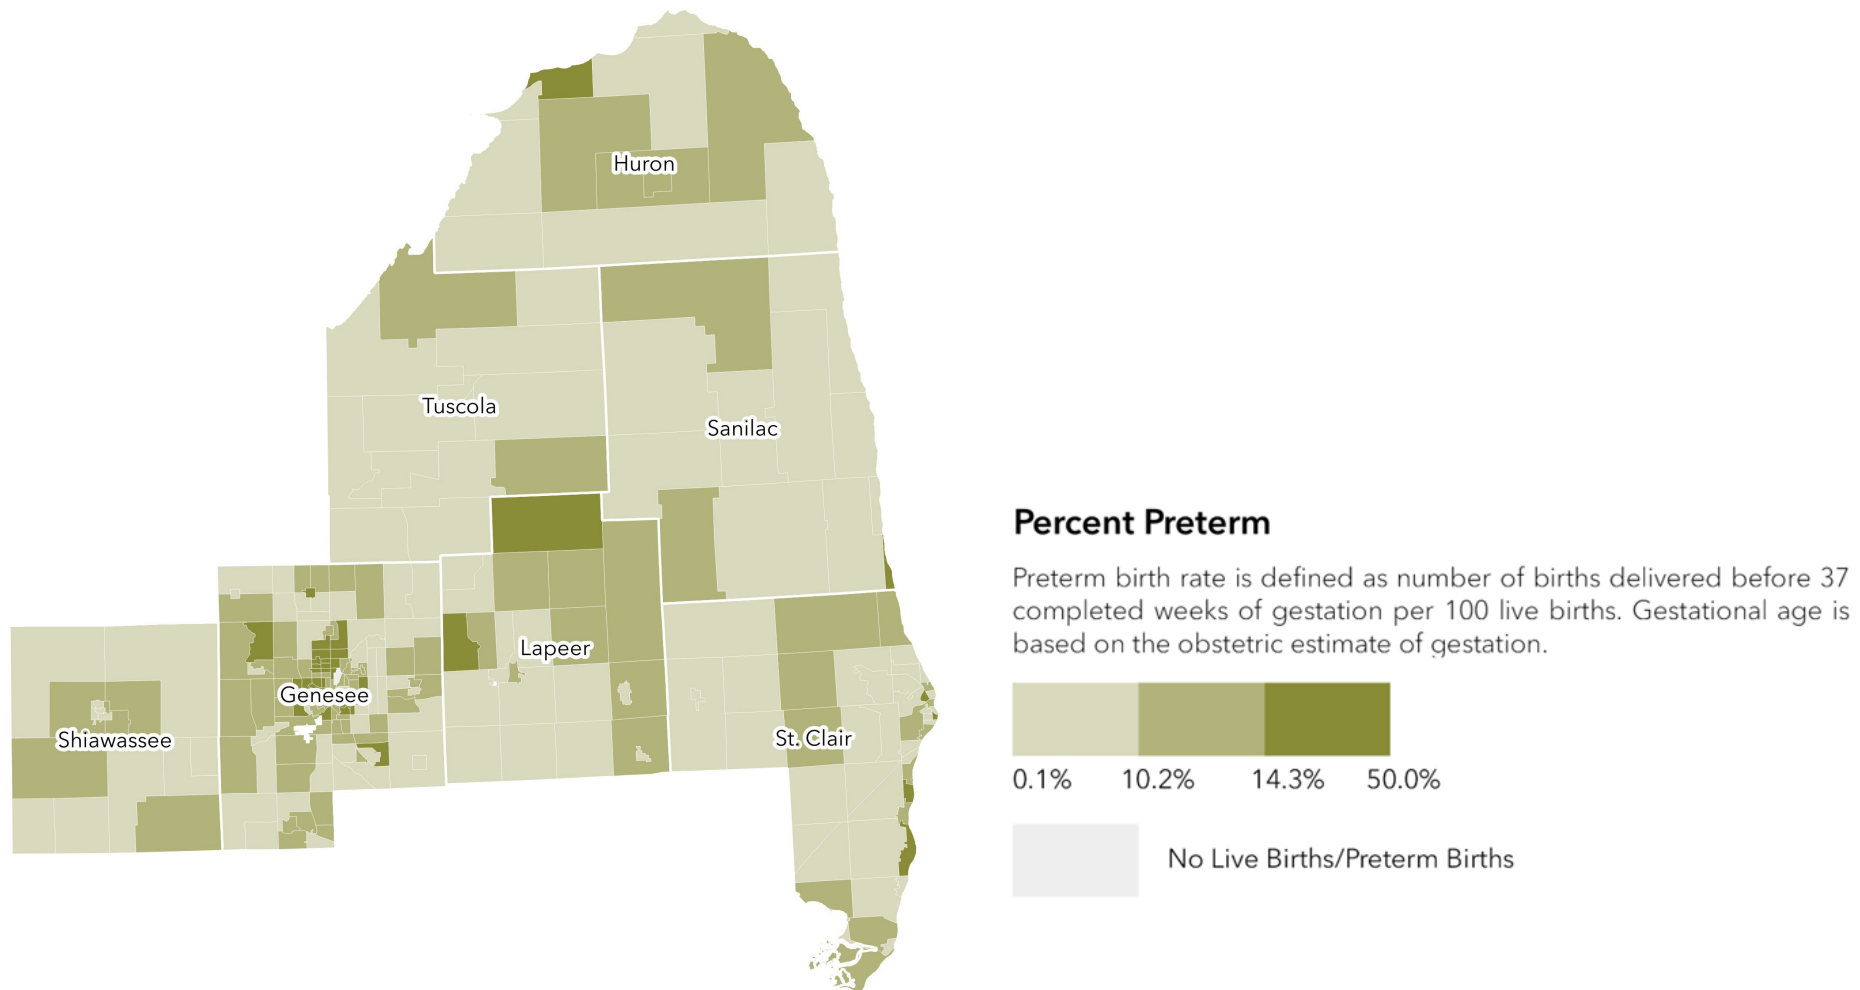 Huron
Tuscola
Sanilac
Lapeer
Genesee
Shiawassee
St. Clair
Percent Preterm
Preterm birth rate is defined as number of births delivered before 37
completed weeks of gestation per 100 live births. Gestational age is
based on the obstetric estimate of gestation.
0.1% 10.2% 14.3% 50.0%
No Live Births/Preterm Births